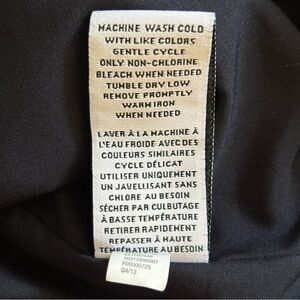 MACHINE WASH COLD
WITH LIKE COLORS
GENTLE CYCLE
ONLY NON-CHLORINE
BLEACH WHEN NEEDED
TUMBLE DRY LOW
REMOVE PROMPTLY
WARM IRON
WHEN NEEDED
LAVER À LA MACHINE À
L'EAU FROIDE AVEC DES
COULEURS SIMILAIRES
CYCLE DÉLICAT
UTILISER UNIQUEMENT
UN JAVELLISANT SANS
CHLORE AU BESOIN
SÉCHER PAR CULBUTAGE
À BASSE TEMPÉRATURE
RETIRER RAPIDEMENT
REPASSER À HAUTE
TEMPÉRATURE AU BESOIN
F00000725
Q4/13